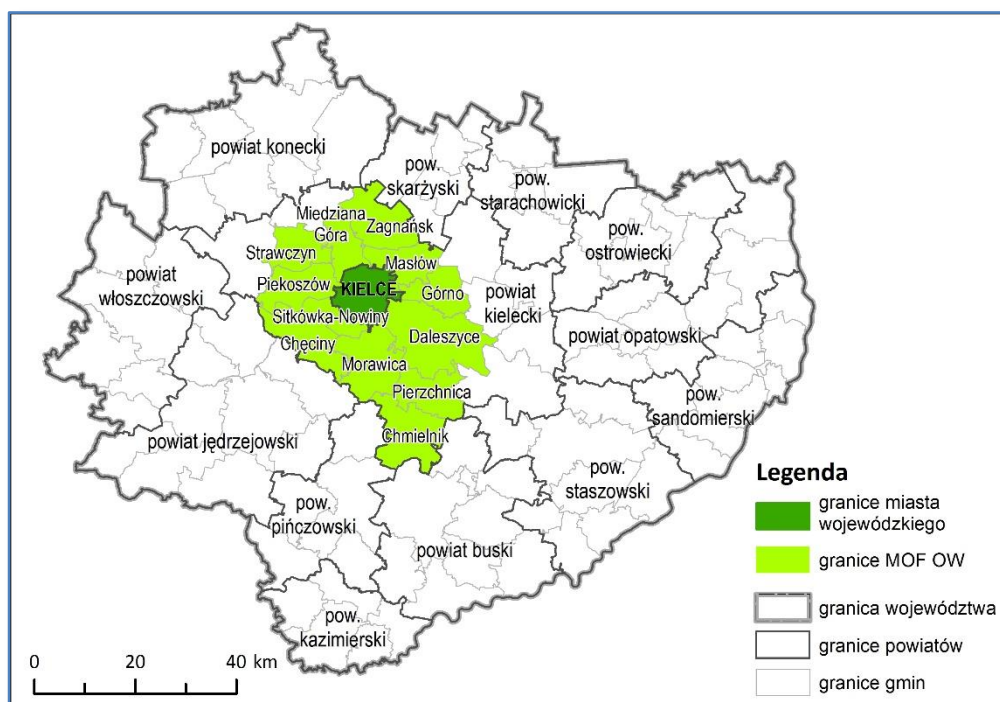 powiat konecki
pow.
skarżyski
pow.
starachowicki
pow.
ostrowiecki
Miedziana
Góra
Zagnańsk
Strawczyn
Masłów
powiat
włoszczowski
Piekoszów
KIELCE
Górno
powiat
kielecki
Sitkówka-Nowiny
Daleszyce
powiat opatowski
Chęciny
Morawica
Pierzchnica
pow.
sandomierski
powiat jędrzejowski
Chmielnik
pow.
staszowski
pow.
pińczowski
powiat buski
pow.
kazimierski
Legenda
granice miasta
wojewódzkiego
granice MOF OW
granica województwa
granice powiatów
granice gmin
0 20 40 km